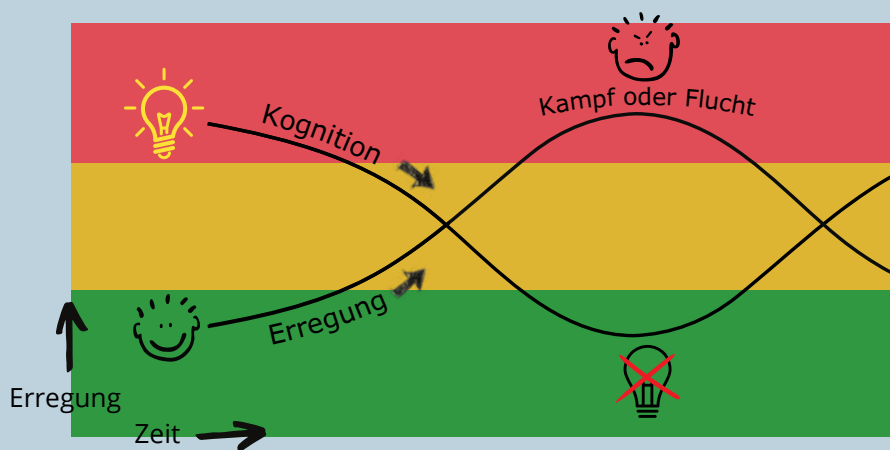 Kampf oder Flucht
Kognition
Erregung
Erregung
Zeit